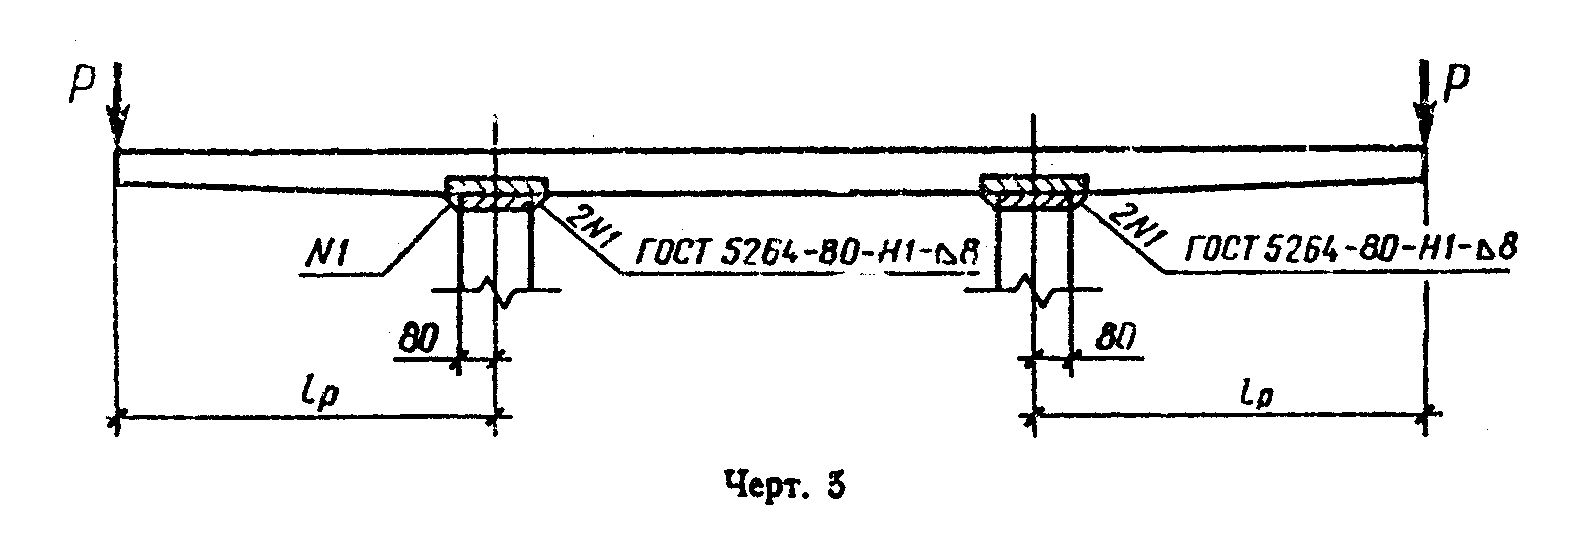 P P
N1 2N1 ГОСТ 5264-80-Н1-⊿8 2N1 ГОСТ 5264-80-Н1-⊿8
80 80
lp lp
Черт. 3